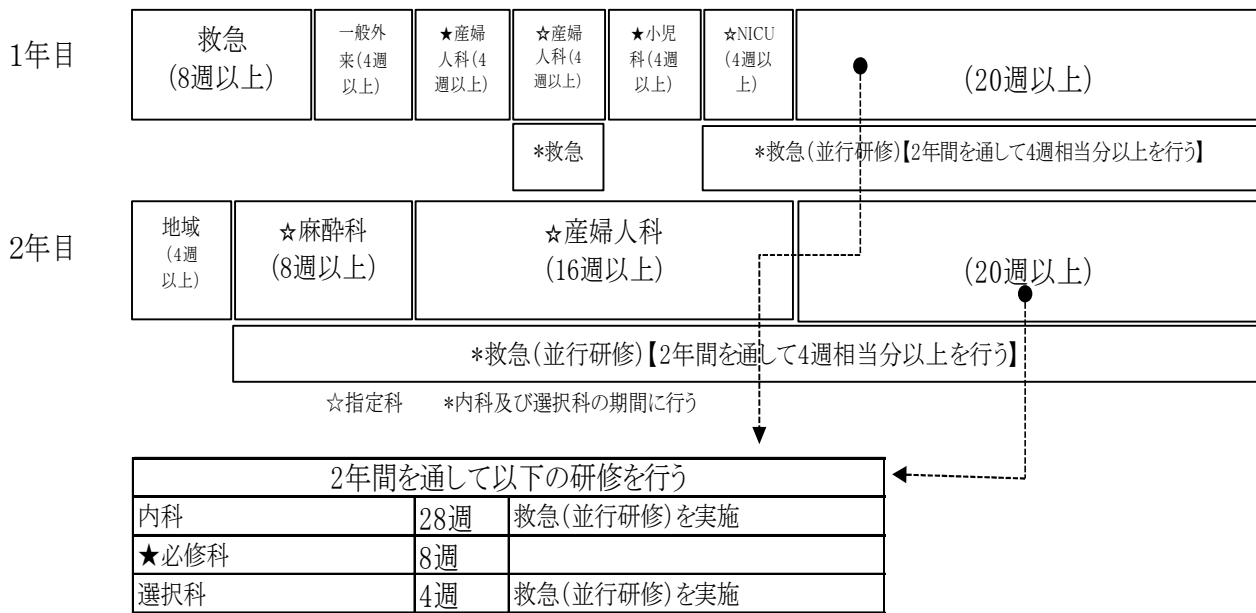 1年目
救急
(8週以上)
一般外
来(4週
以上)
★産婦
人科(4
週以上)
☆産婦
人科(4
週以上)
★小児
科(4週
以上)
☆NICU
(4週以
上)
(20週以上)
*救急
*救急(並行研修)【2年間を通して4週相当分以上を行う】
2年目
地域
(4週
以上)
☆麻酔科
(8週以上)
☆産婦人科
(16週以上)
(20週以上)
*救急(並行研修)【2年間を通して4週相当分以上を行う】
☆指定科 *内科及び選択科の期間に行う
2年間を通して以下の研修を行う
内科 28週 救急(並行研修)を実施
★必修科 8週
選択科 4週 救急(並行研修)を実施